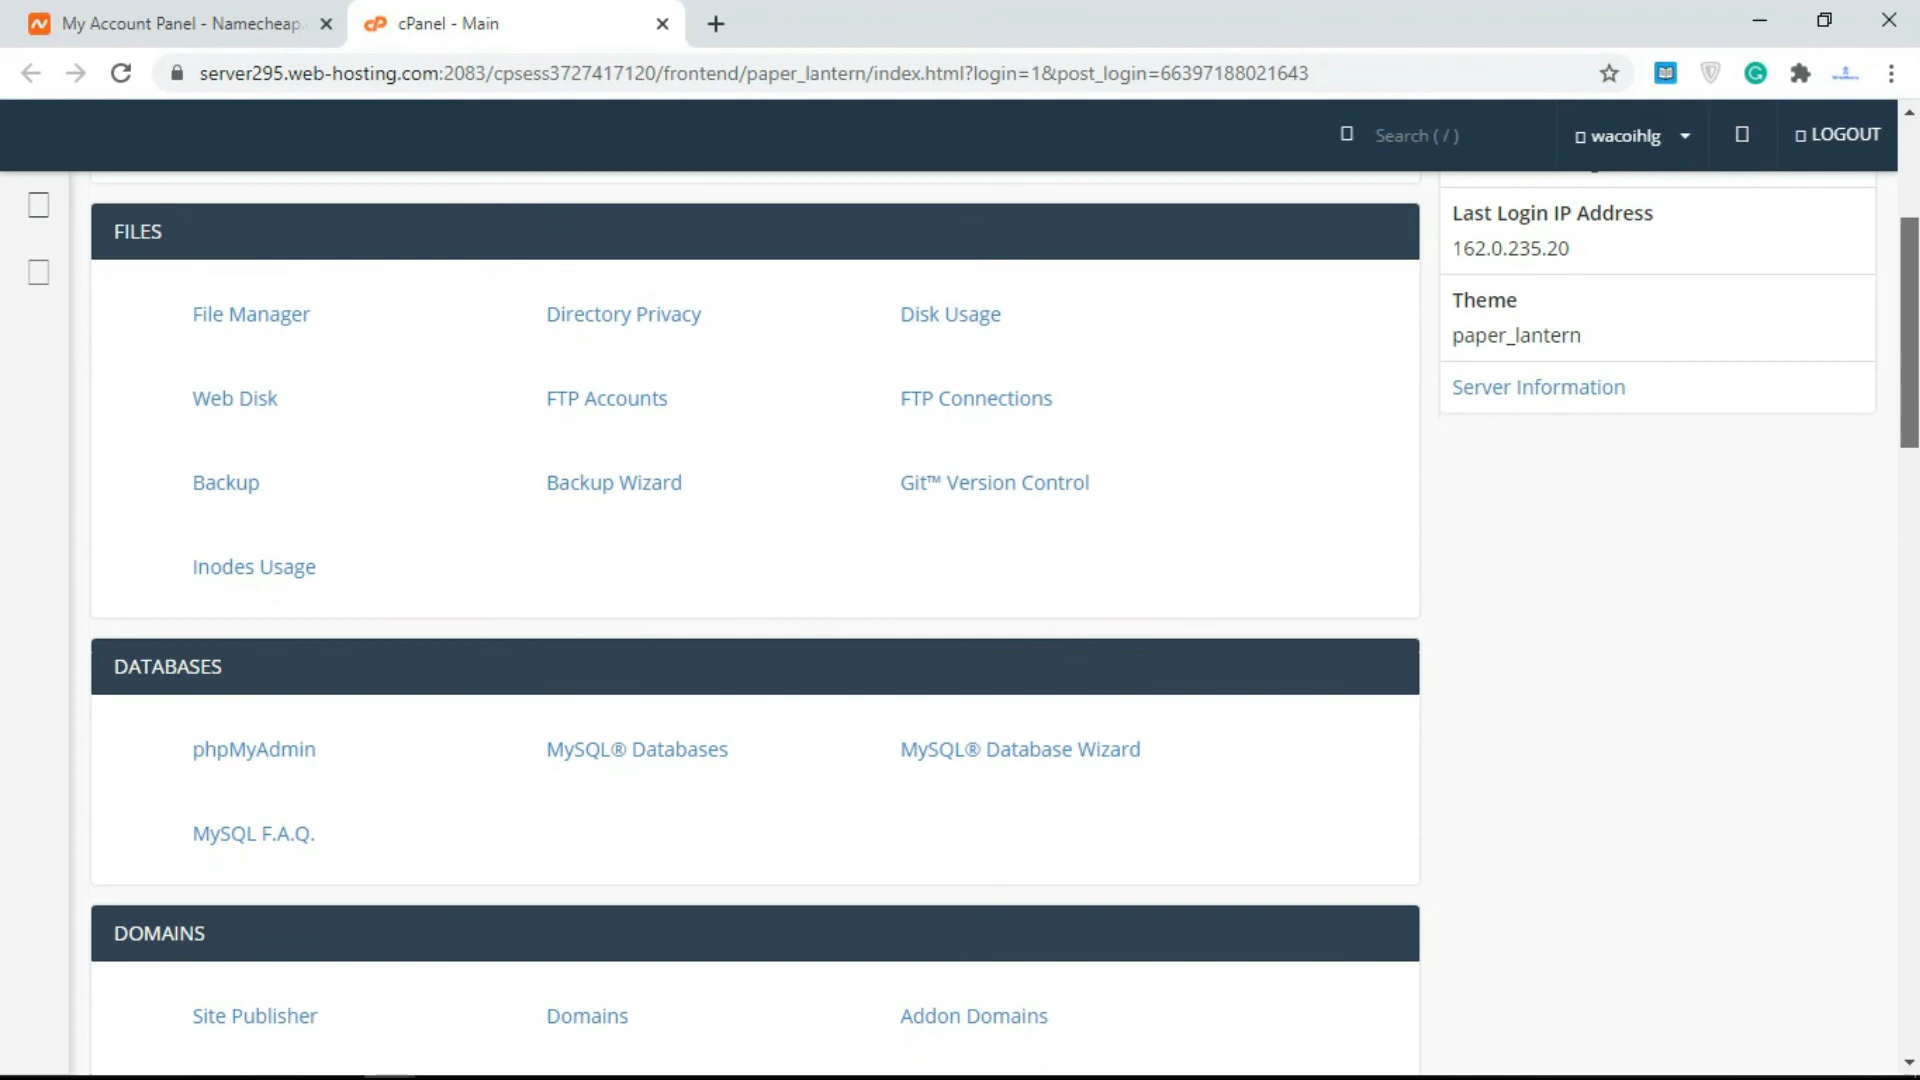 My Account Panel - Namecheap.
cPanel - Main
server295.web-hosting.com:2083/cpsess3727417120/frontend/paper_lantern/index.html?login=1&post_login=66397188021643
Search ( / )
wacoihlg
LOGOUT
FILES
File Manager
Directory Privacy
Disk Usage
Web Disk
FTP Accounts
FTP Connections
Backup
Backup Wizard
Git™ Version Control
Inodes Usage
DATABASES
phpMyAdmin
MySQL® Databases
MySQL® Database Wizard
MySQL F.A.Q.
DOMAINS
Site Publisher
Domains
Addon Domains
Last Login IP Address
162.0.235.20
Theme
paper_lantern
Server Information